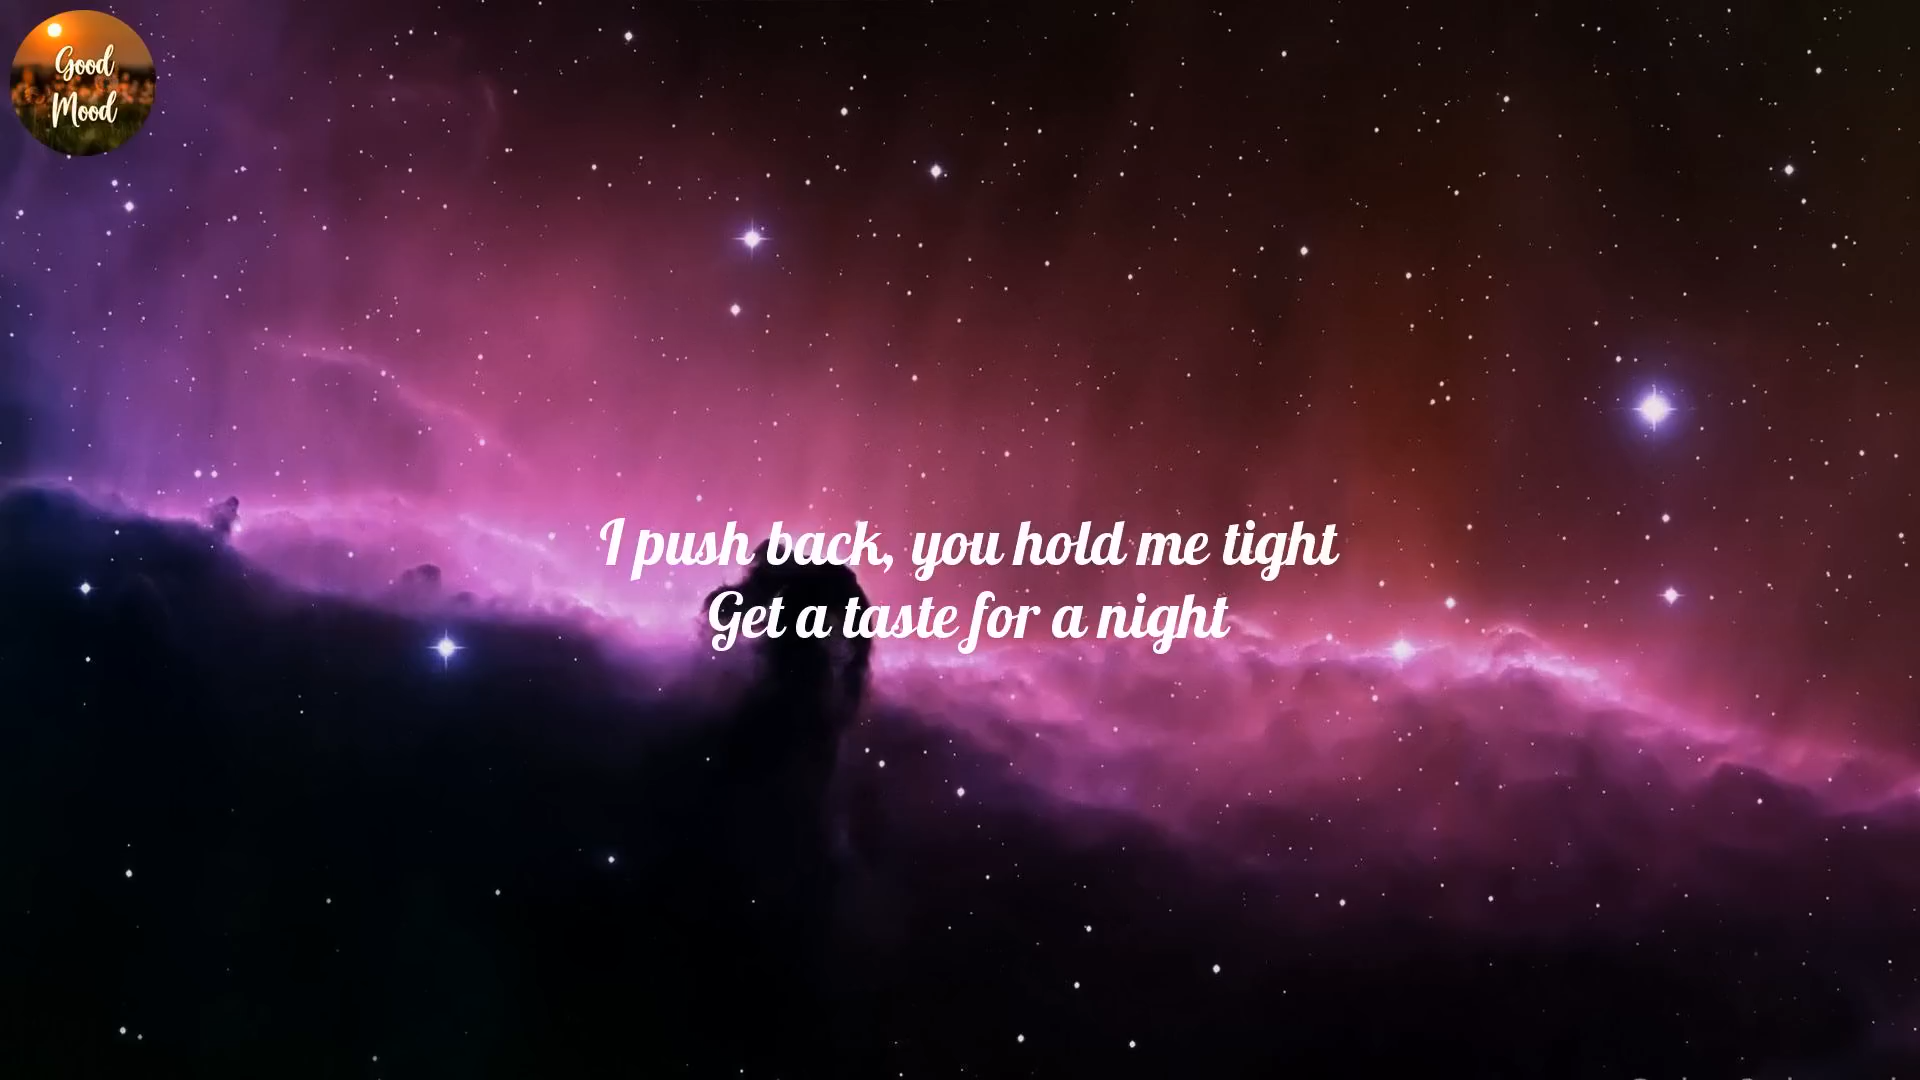 Good
Mood
I push back, you hold me tight
Get a taste for a night